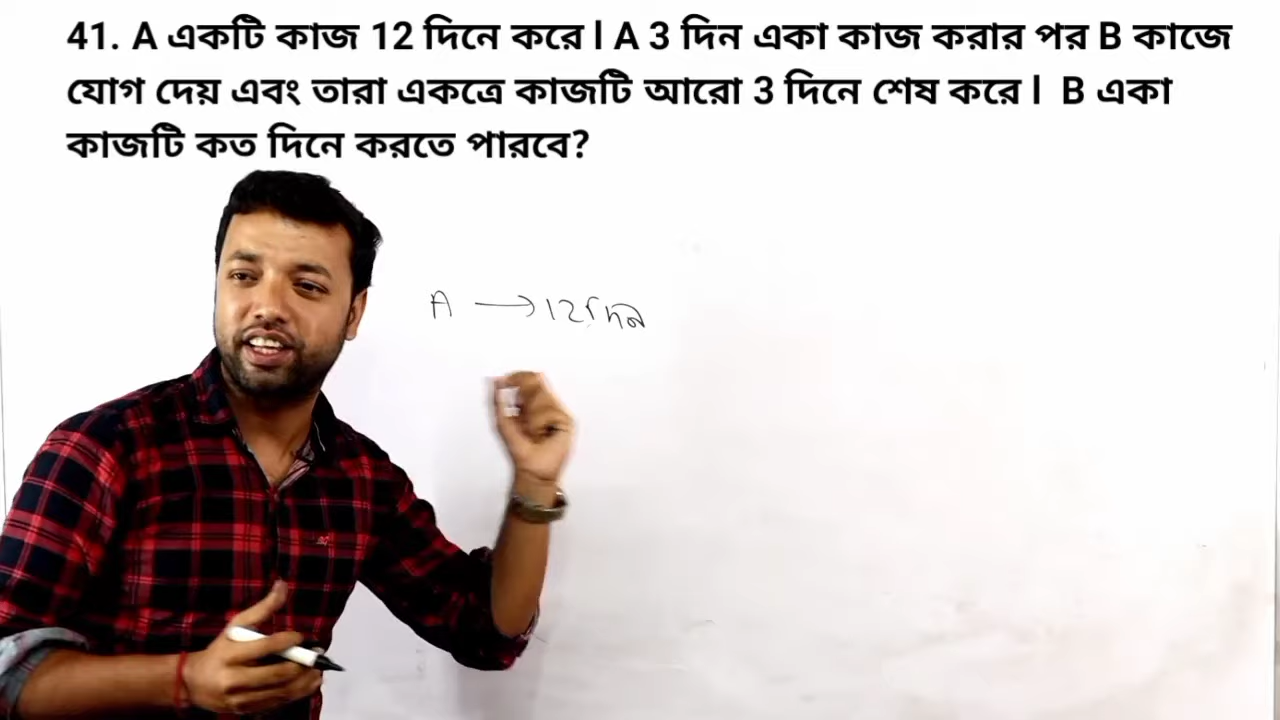 41. A একটি কাজ 12 দিনে করে l A 3 দিন একা কাজ করার পর B কাজে
যোগ দেয় এবং তারা একত্রে কাজটি আরো 3 দিনে শেষ করে l B একা
কাজটি কত দিনে করতে পারবে?
A → 12 দিন